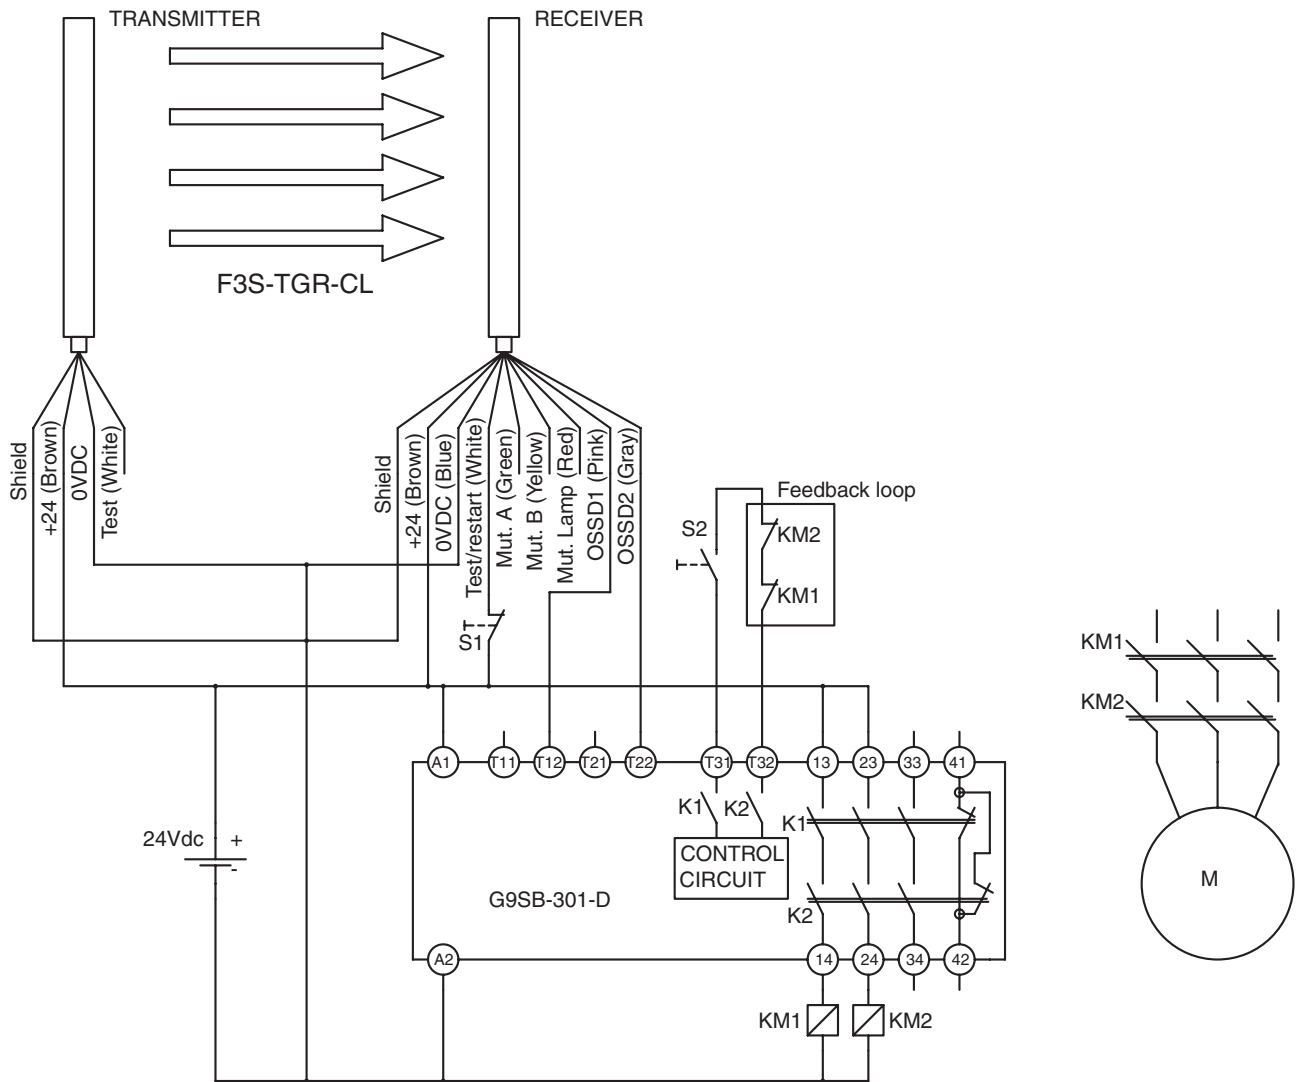 TRANSMITTER
RECEIVER
F3S-TGR-CL
Shield
+24 (Brown)
0VDC
Test (White)
Shield
+24 (Brown)
0VDC (Blue)
Test/restart (White)
Mut. A (Green)
Mut. B (Yellow)
Mut. Lamp (Red)
OSSD1 (Pink)
OSSD2 (Gray)
Feedback loop
S2
KM2
KM1
S1
KM1
KM2
M
A1
T11
T12
T21
T22
T31
T32
13
23
33
41
K1
K2
K1
CONTROL
CIRCUIT
24Vdc
+
-
G9SB-301-D
K2
A2
14
24
34
42
KM1
KM2